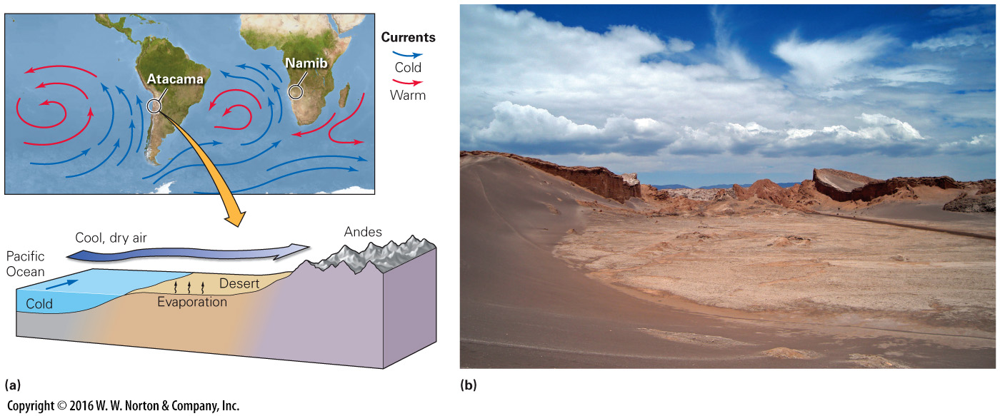 Currents
Cold
Warm
Atacama
Namib
Cool, dry air
Andes
Pacific
Ocean
Desert
Cold
Evaporation
(a)
(b)
Copyright © 2016 W. W. Norton & Company, Inc.